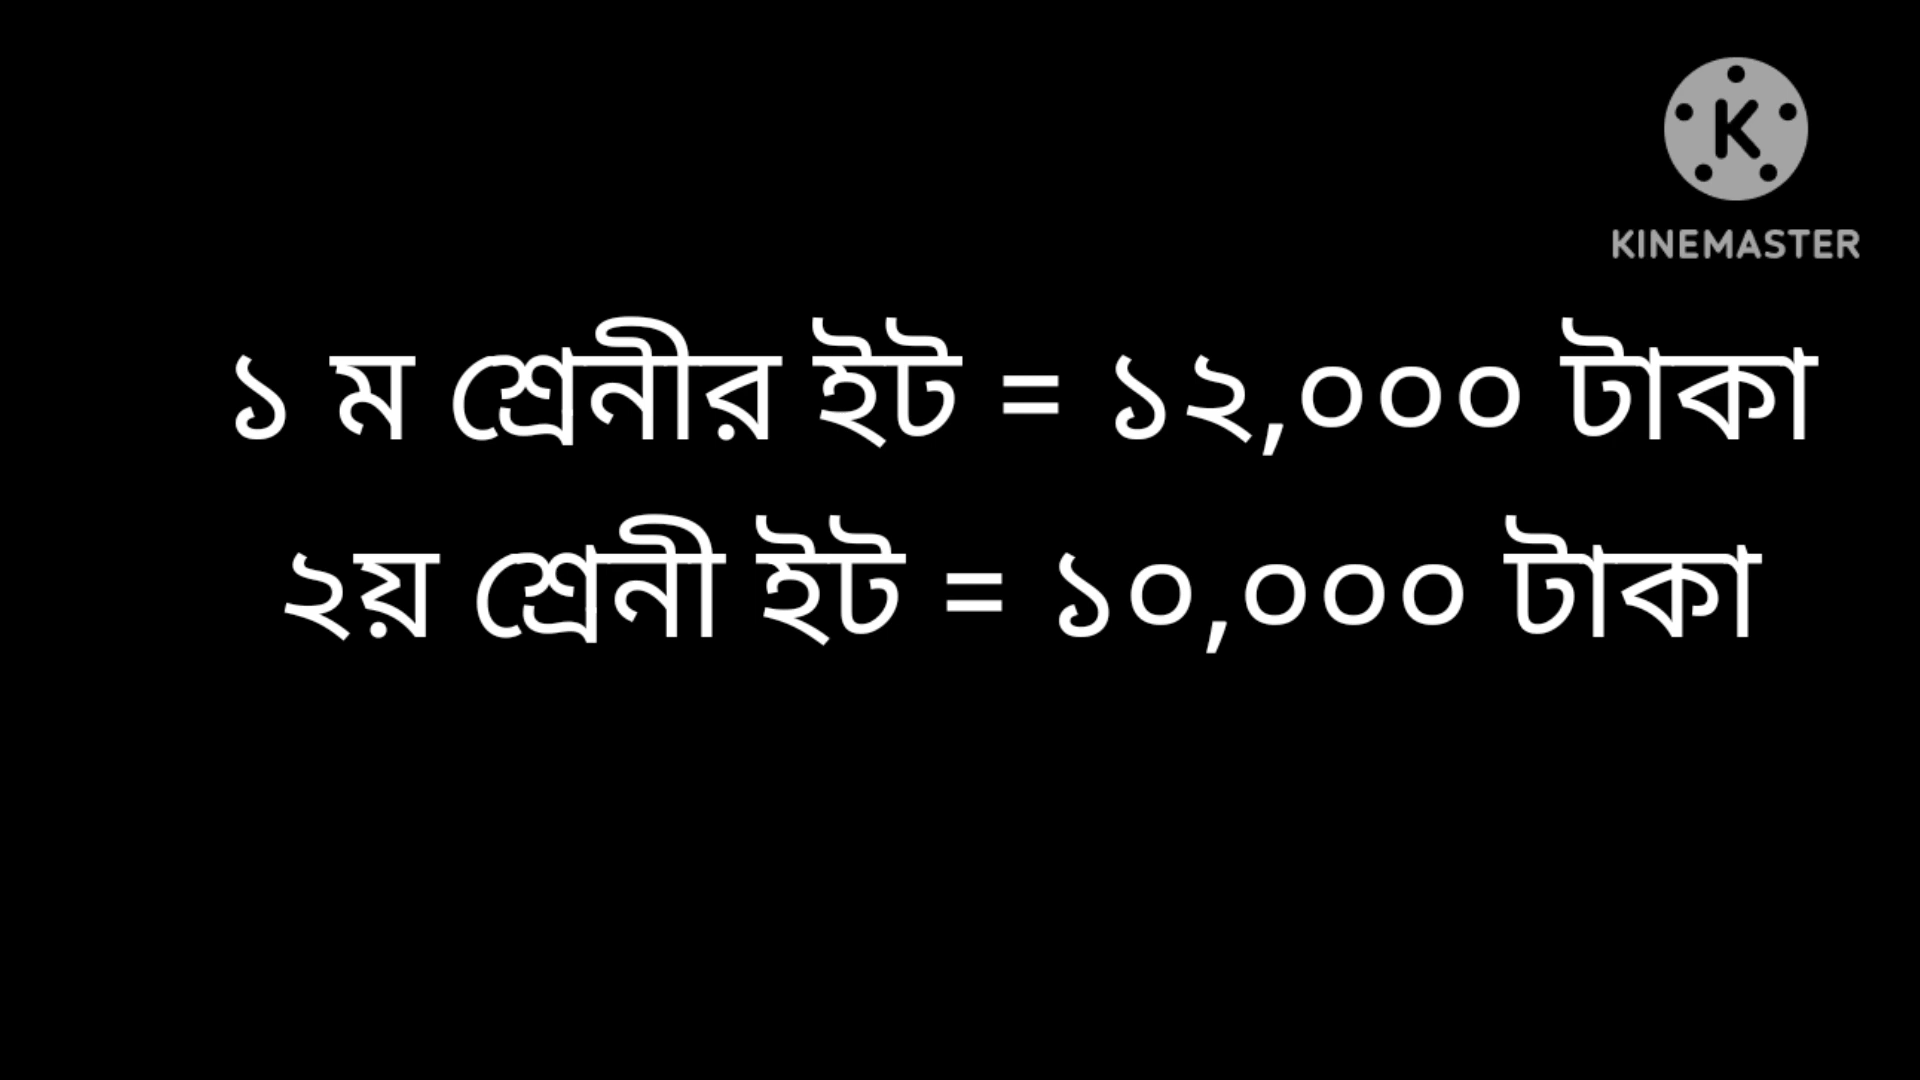 KINEMASTER
১ ম শ্রেনীর ইট = ১২,০০০ টাকা
২য় শ্রেনী ইট = ১০,০০০ টাকা